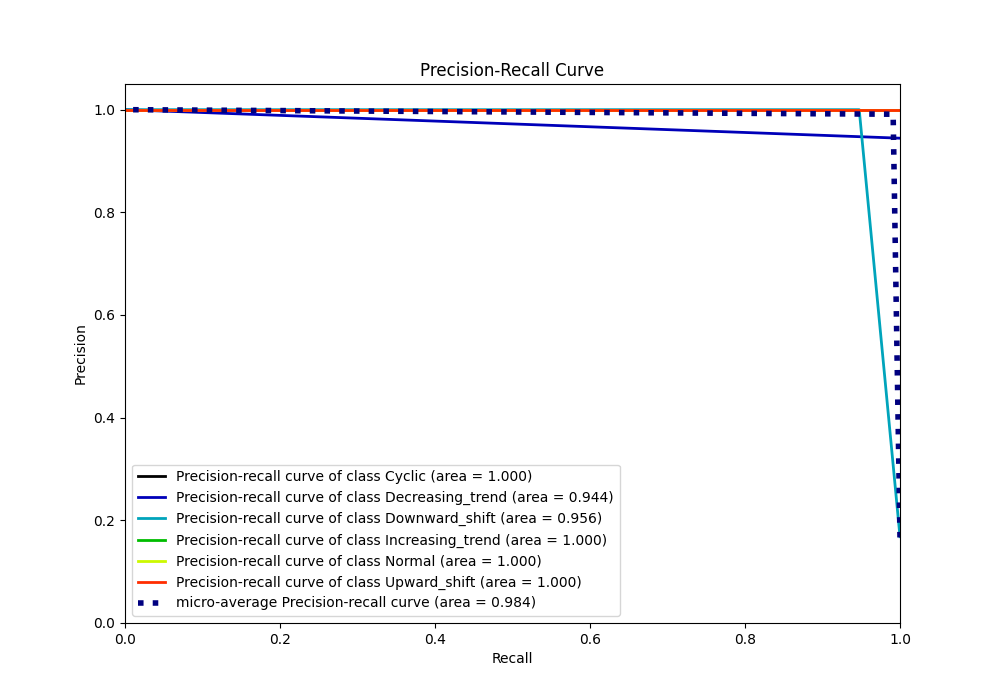 Precision-Recall Curve
1.0
0.8
0.6
0.4
0.2
0.0
Precision
Precision-recall curve of class Cyclic (area = 1.000)
Precision-recall curve of class Decreasing_trend (area = 0.944)
Precision-recall curve of class Downward_shift (area = 0.956)
Precision-recall curve of class Increasing_trend (area = 1.000)
Precision-recall curve of class Normal (area = 1.000)
Precision-recall curve of class Upward_shift (area = 1.000)
micro-average Precision-recall curve (area = 0.984)
0.0 0.2 0.4 0.6 0.8 1.0
Recall